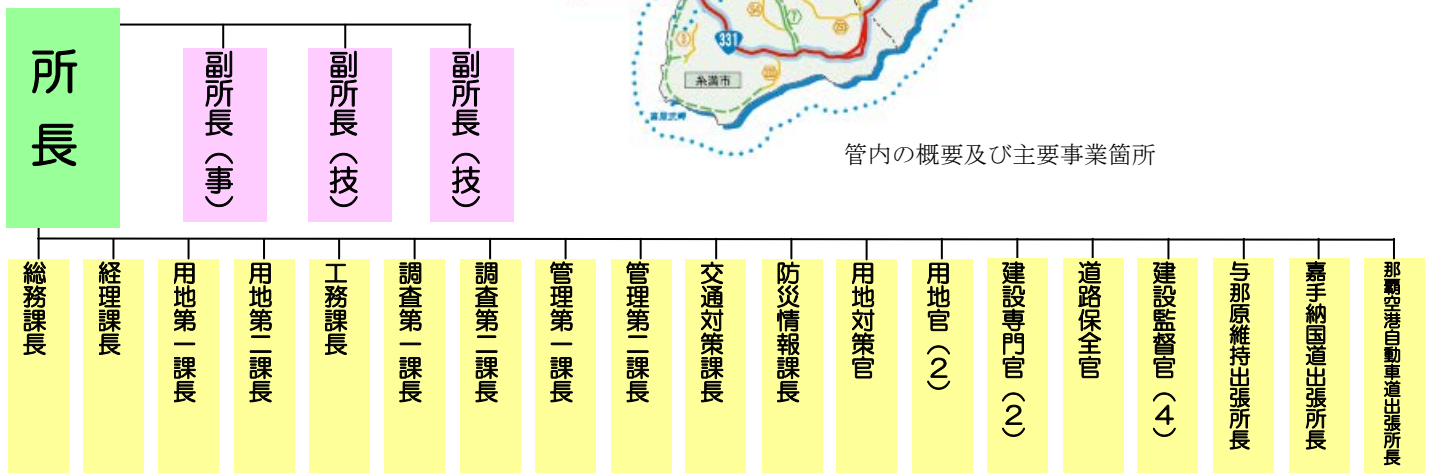 所長
副所長（事）
副所長（技）
副所長（技）
331
糸満市
管内の概要及び主要事業箇所
総務課長
経理課長
用地第一課長
用地第二課長
工務課長
調査第一課長
調査第二課長
管理第一課長
管理第二課長
交通対策課長
防災情報課長
用地対策官
用地官（２）
建設専門官（２）
道路保全官
建設監督官（４）
与那原維持出張所長
嘉手納国道出張所長
那覇空港自動車道出張所長